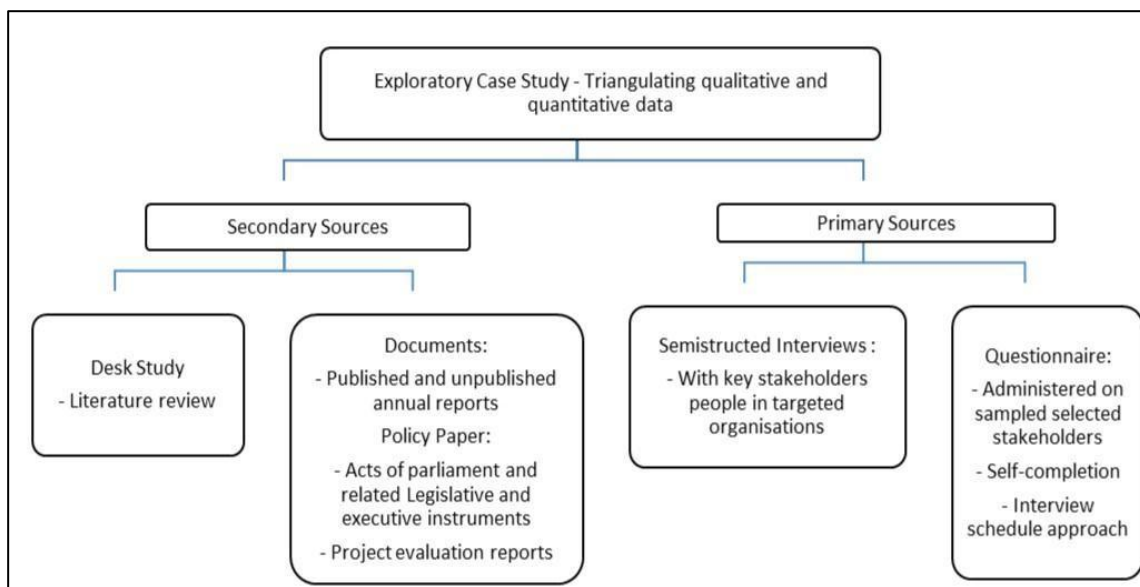 Exploratory Case Study - Triangulating qualitative and
quantitative data
Secondary Sources
Primary Sources
Desk Study
- Literature review
Documents:
- Published and unpublished
annual reports
Policy Paper:
- Acts of parliament and
related Legislative and
executive instruments
- Project evaluation reports
Semistructed Interviews :
- With key stakeholders
people in targeted
organisations
Questionnaire:
- Administered on
sampled selected
stakeholders
- Self-completion
- Interview
schedule approach